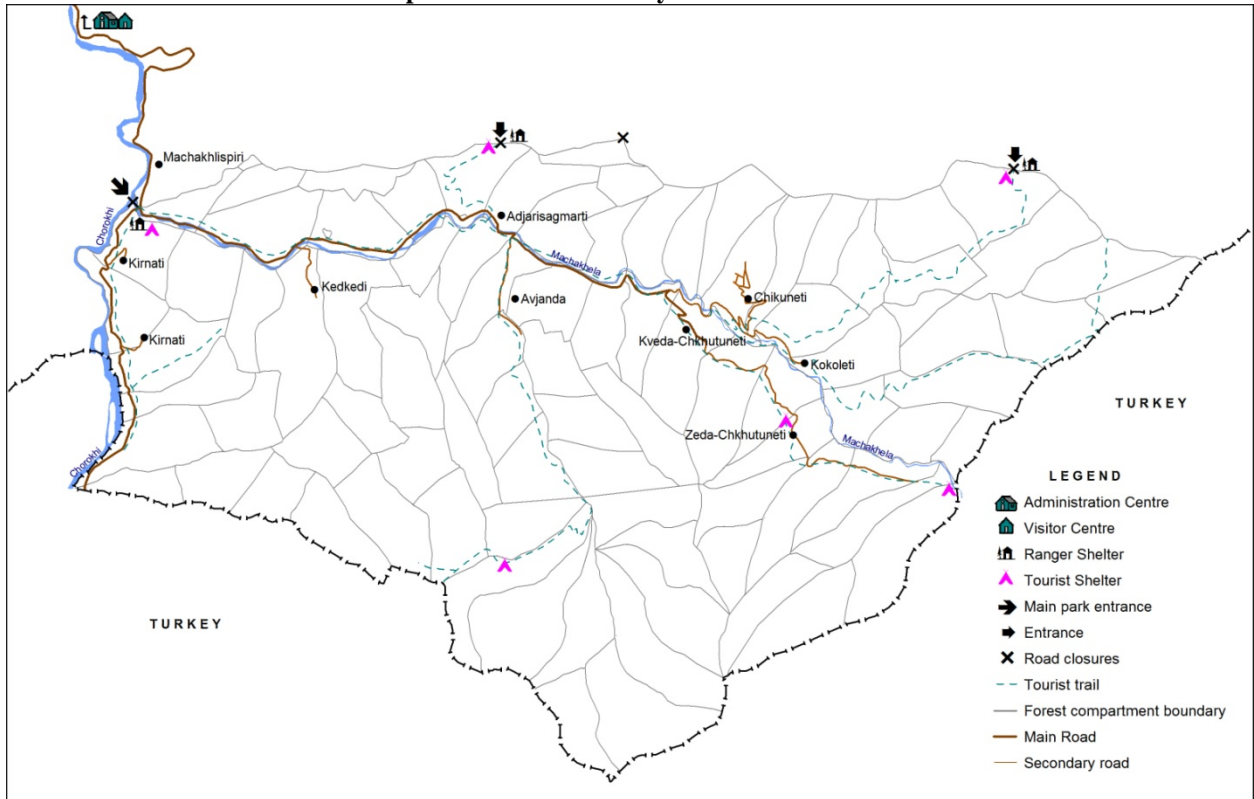 Machakhlispiri
Adjarisagmarti
Chorokhi
Machakhela
Kirnati
Kedkedi
Avjanda
Chikuneti
Kveda-Chkhutuneti
Kirnati
Kokoleti
TURKEY
Zeda-Chkhutuneti
Machakhela
Chorokhi
TURKEY
LEGEND
Administration Centre
Visitor Centre
Ranger Shelter
Tourist Shelter
Main park entrance
Entrance
Road closures
Tourist trail
Forest compartment boundary
Main Road
Secondary road